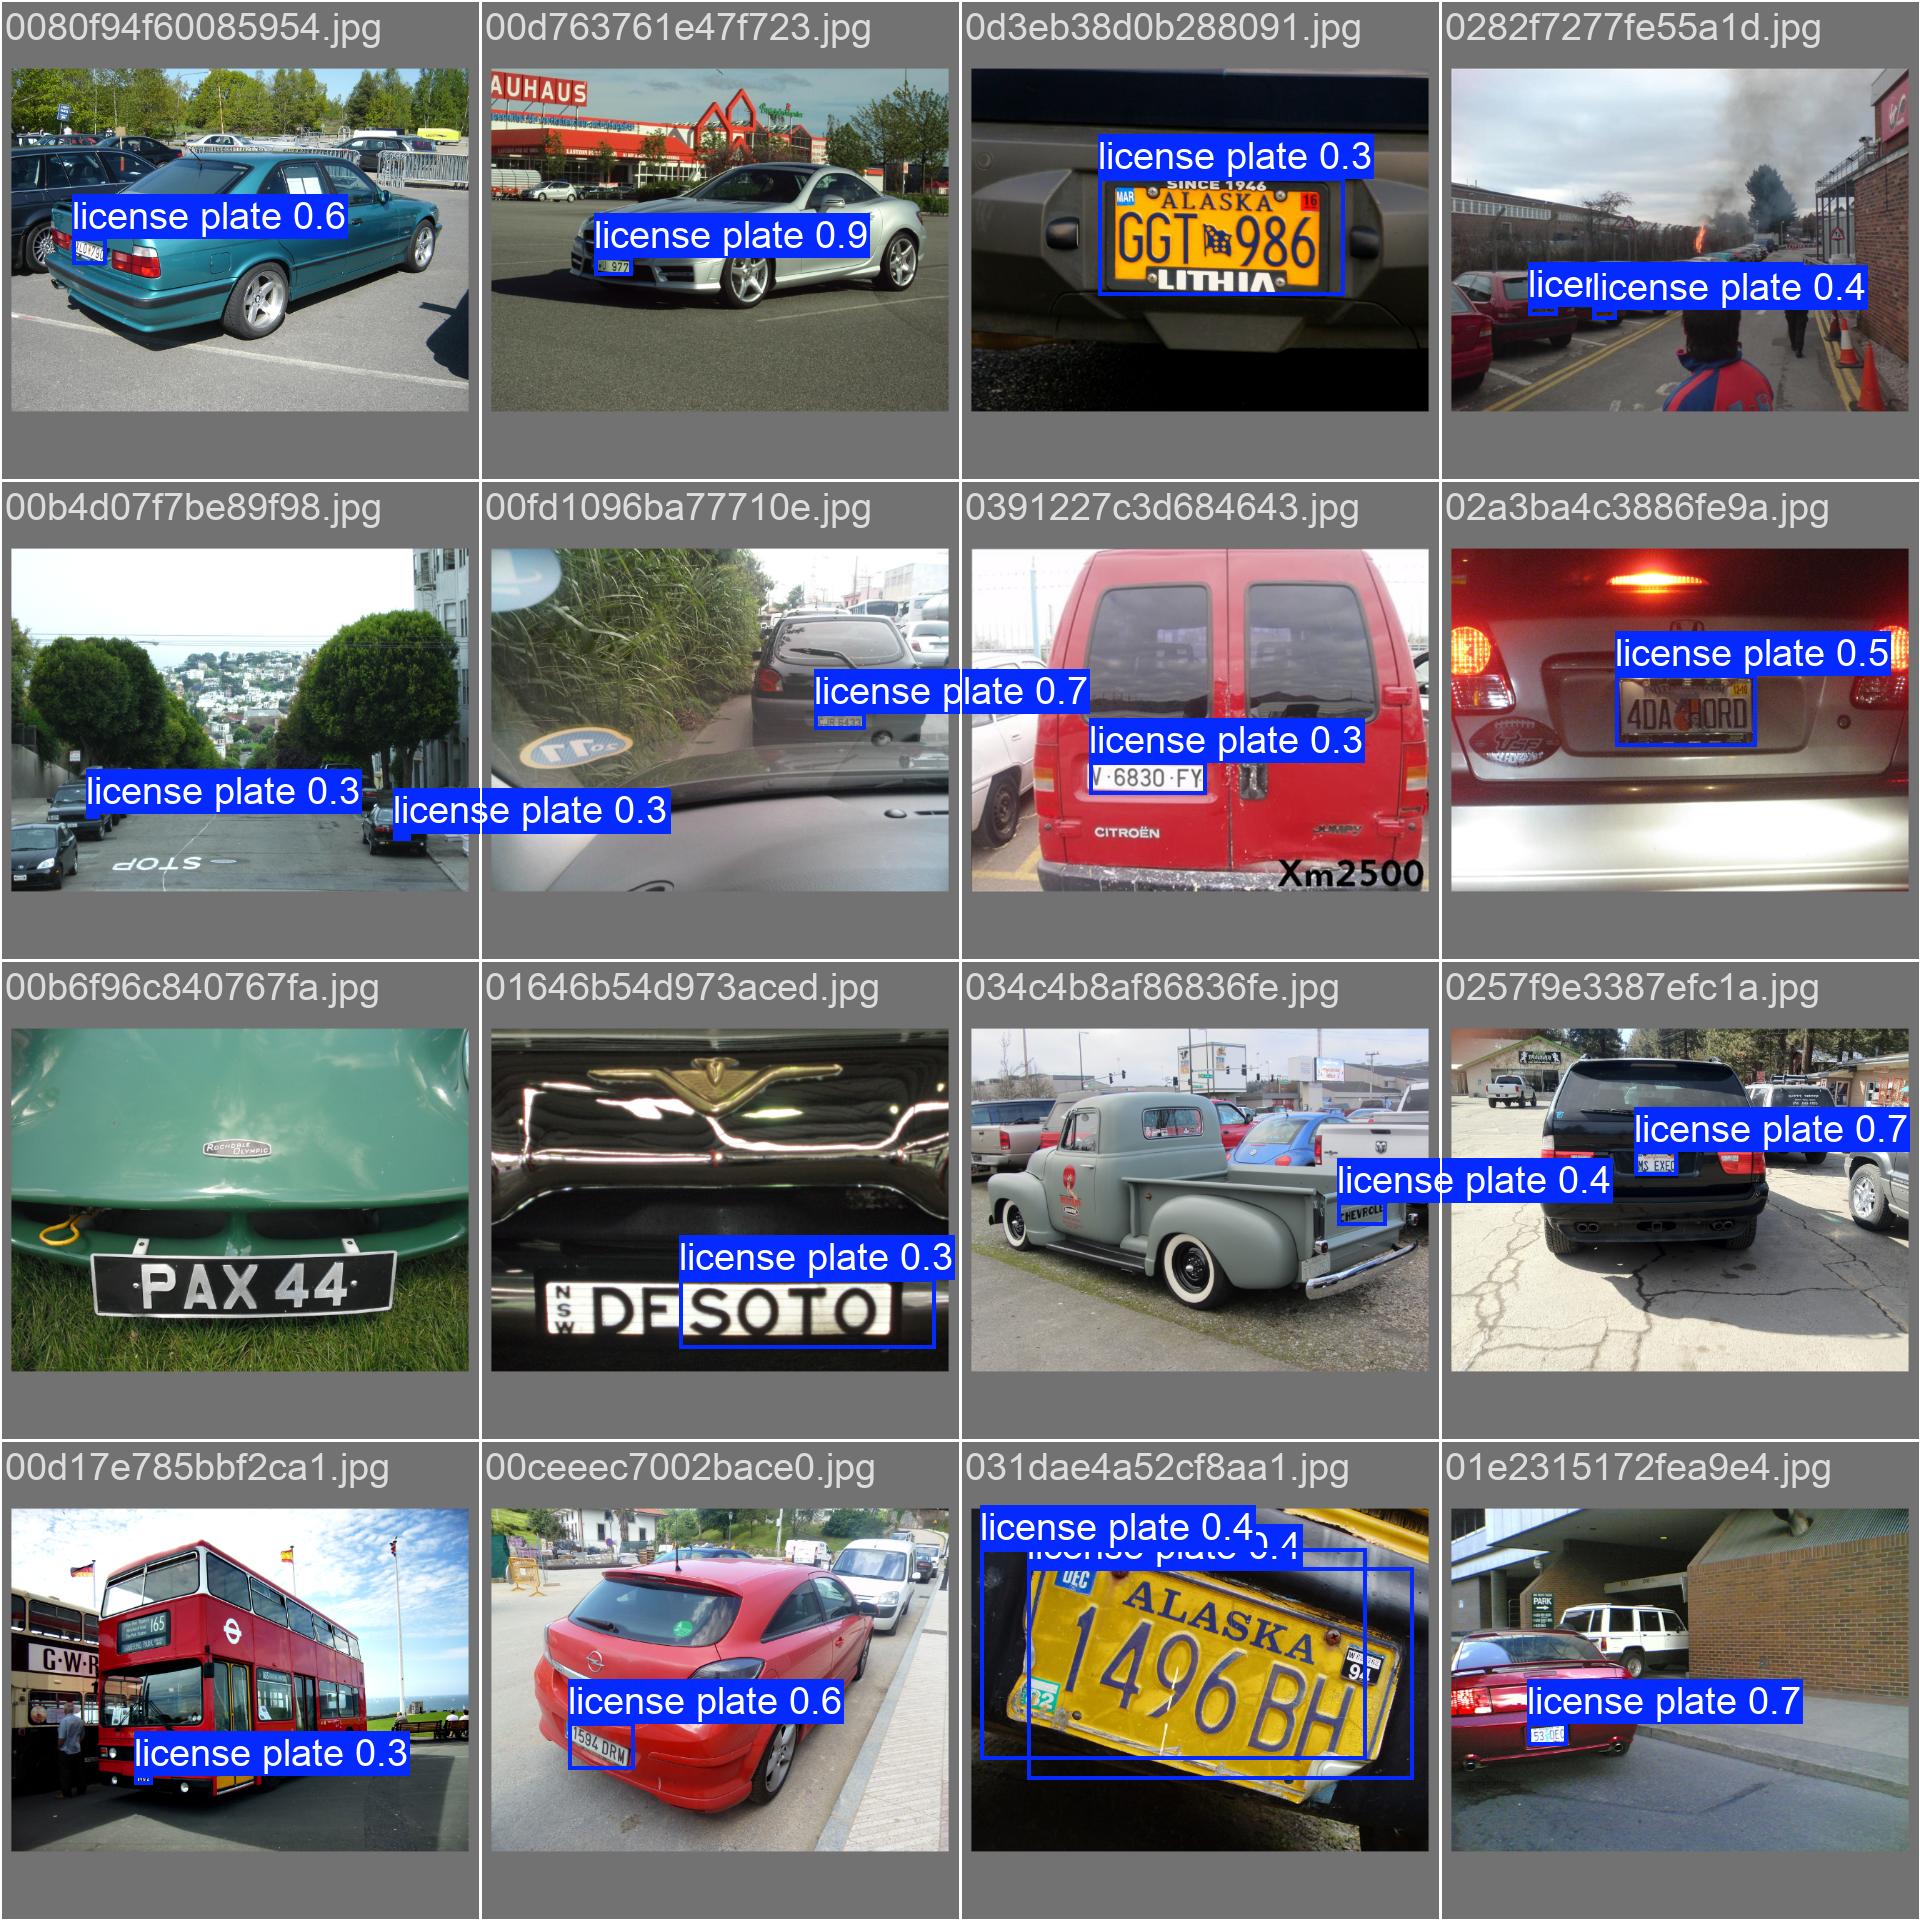 0080f94f60085954.jpg
00d763761e47f723.jpg
0d3eb38d0b288091.jpg
0282f7277fe55a1d.jpg
license plate 0.6
AUHAUS
license plate 0.9
977
license plate 0.3
SINCE 1946
MAR
ALASKA
16
GGT 986
LITHIA
licer
license plate 0.4
00b4d07f7be89f98.jpg
00fd1096ba77710e.jpg
0391227c3d684643.jpg
02a3ba4c3886fe9a.jpg
license plate 0.3
license plate 0.3
STOP
license plate 0.7
license plate 0.3
V·6830·FY
CITROËN
JUMPY
Xm2500
license plate 0.5
4DA HORD
00b6f96c840767fa.jpg
01646b54d973aced.jpg
034c4b8af86836fe.jpg
0257f9e3387efc1a.jpg
ROCHDALE
OLYMPIC
·PAX 44·
license plate 0.3
NSW
DESOTO
license plate 0.4
CHEVROL
license plate 0.7
MS EXEC
00d17e785bbf2ca1.jpg
00ceeec7002bace0.jpg
031dae4a52cf8aa1.jpg
01e2315172fea9e4.jpg
165
G·W·R
license plate 0.3
license plate 0.6
1594 DRM
license plate 0.4
license plate 0.4
DEC
ALASKA
94
1496 BH
PARK
license plate 0.7